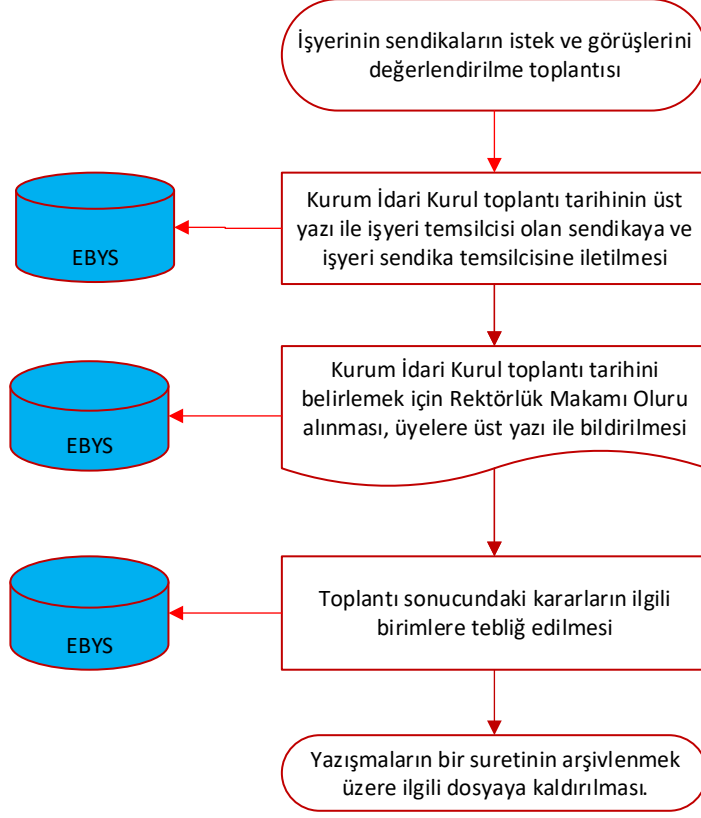 İşyerinin sendikaların istek ve görüşlerini
değerlendirilme toplantısı
Kurum İdari Kurul toplantı tarihinin üst
yazı ile işyeri temsilcisi olan sendikaya ve
işyeri sendika temsilcisine iletilmesi
EBYS
Kurum İdari Kurul toplantı tarihini
belirlemek için Rektörlük Makamı Oluru
alınması, üyelere üst yazı ile bildirilmesi
EBYS
Toplantı sonucundaki kararların ilgili
birimlere tebliğ edilmesi
EBYS
Yazışmaların bir suretinin arşivlenmek
üzere ilgili dosyaya kaldırılması.